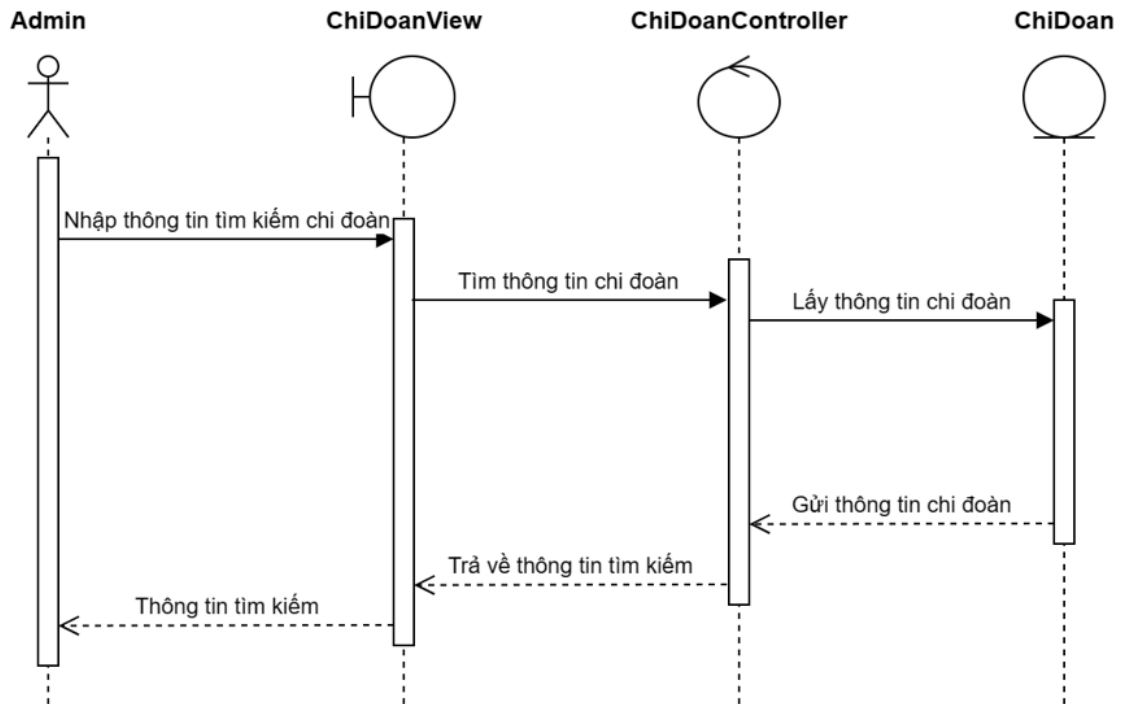 Admin
ChiDoanView
ChiDoanController
ChiDoan
Nhập thông tin tìm kiếm chi đoàn
Tìm thông tin chi đoàn
Lấy thông tin chi đoàn
Gửi thông tin chi đoàn
Trả về thông tin tìm kiếm
Thông tin tìm kiếm